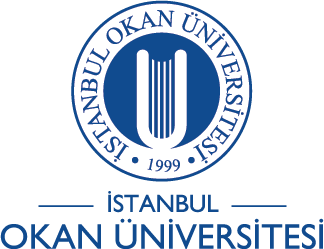 · İSTANBUL OKAN ÜNİVERSİTESİ ·
1999
İSTANBUL
OKAN ÜNİVERSİTESİ